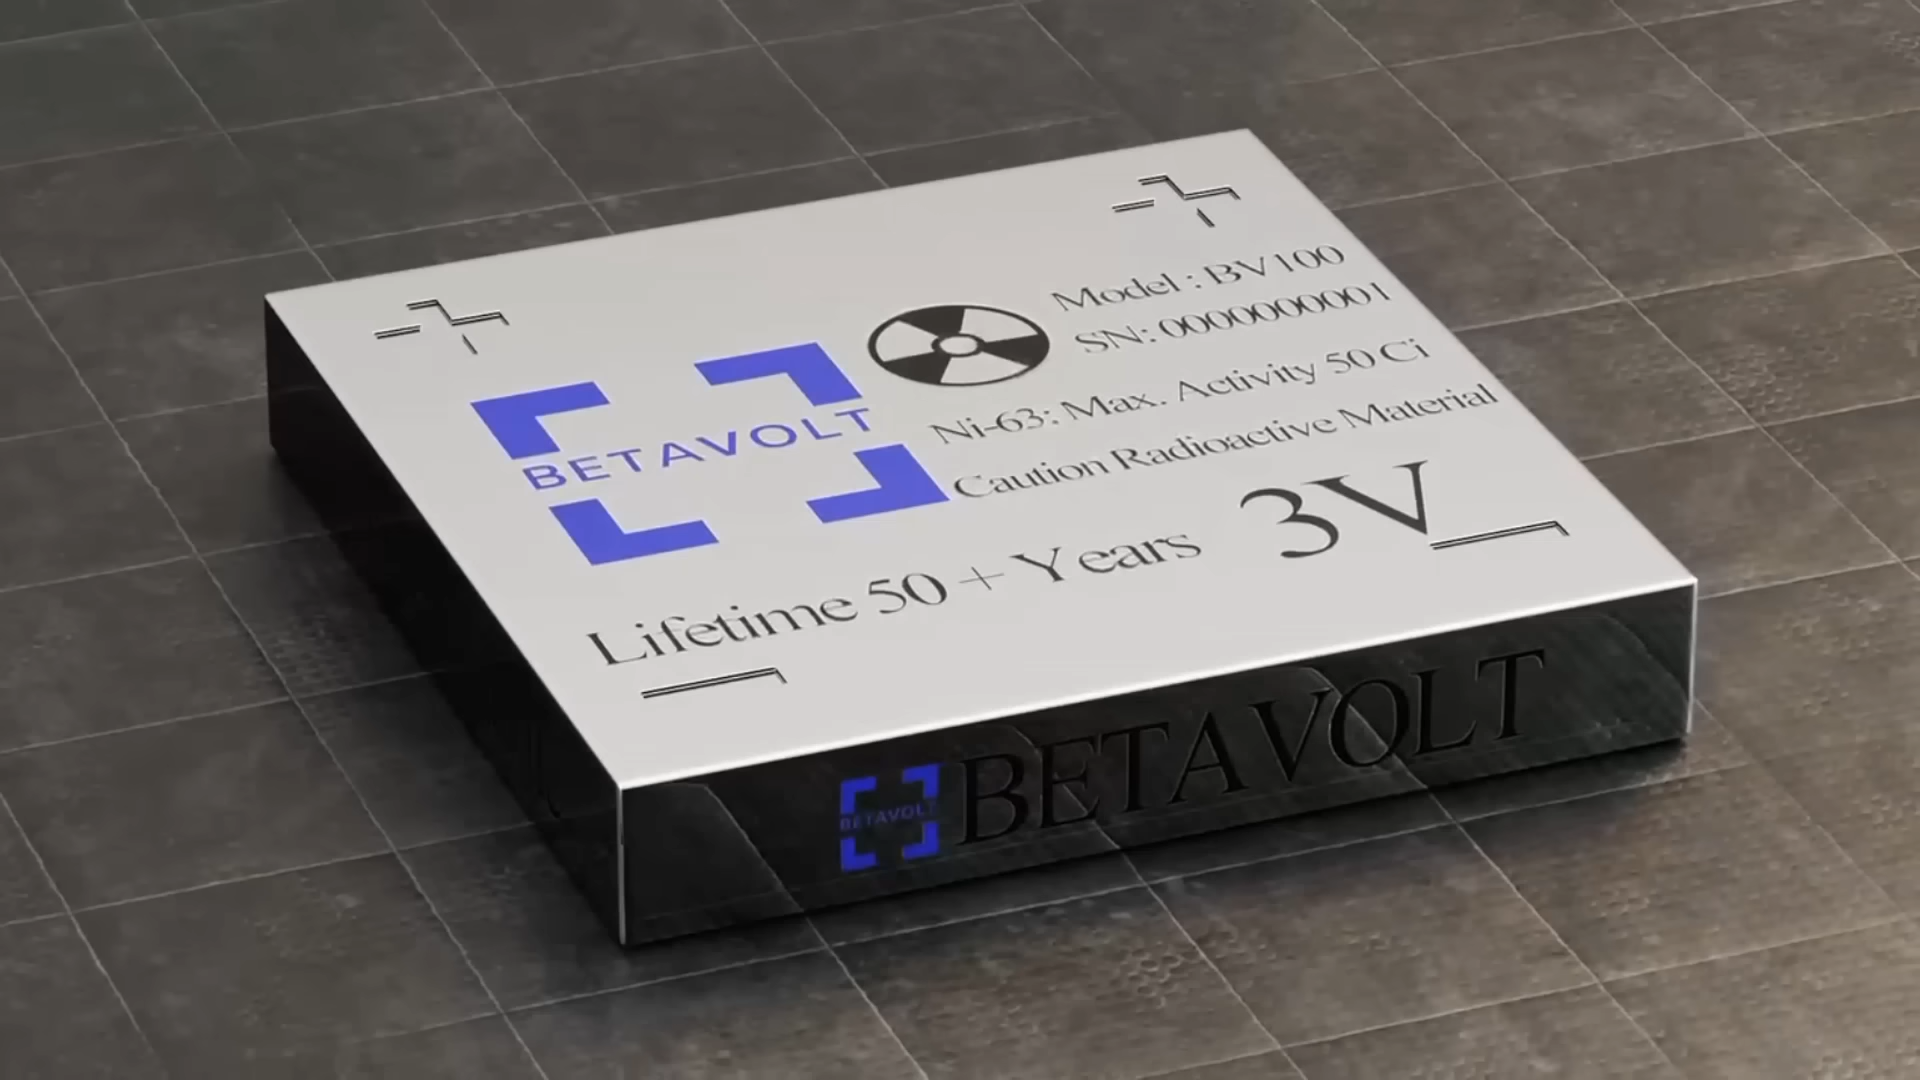 Model : BV100
SN: 0000000001
Ni-63: Max. Activity 50 Ci
Caution Radioactive Material
BETAVOLT
Lifetime 50 + Years
3V
BETAVOLT
BETAVOLT